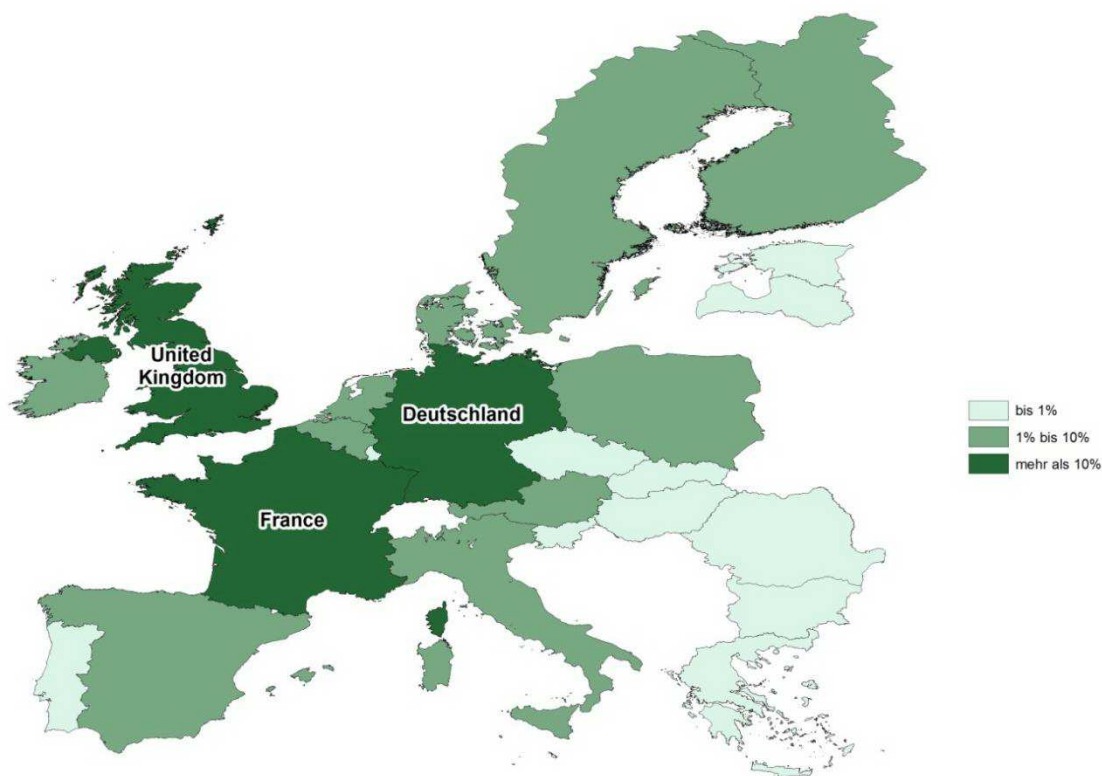 United
Kingdom
Deutschland
France
bis 1%
1% bis 10%
mehr als 10%